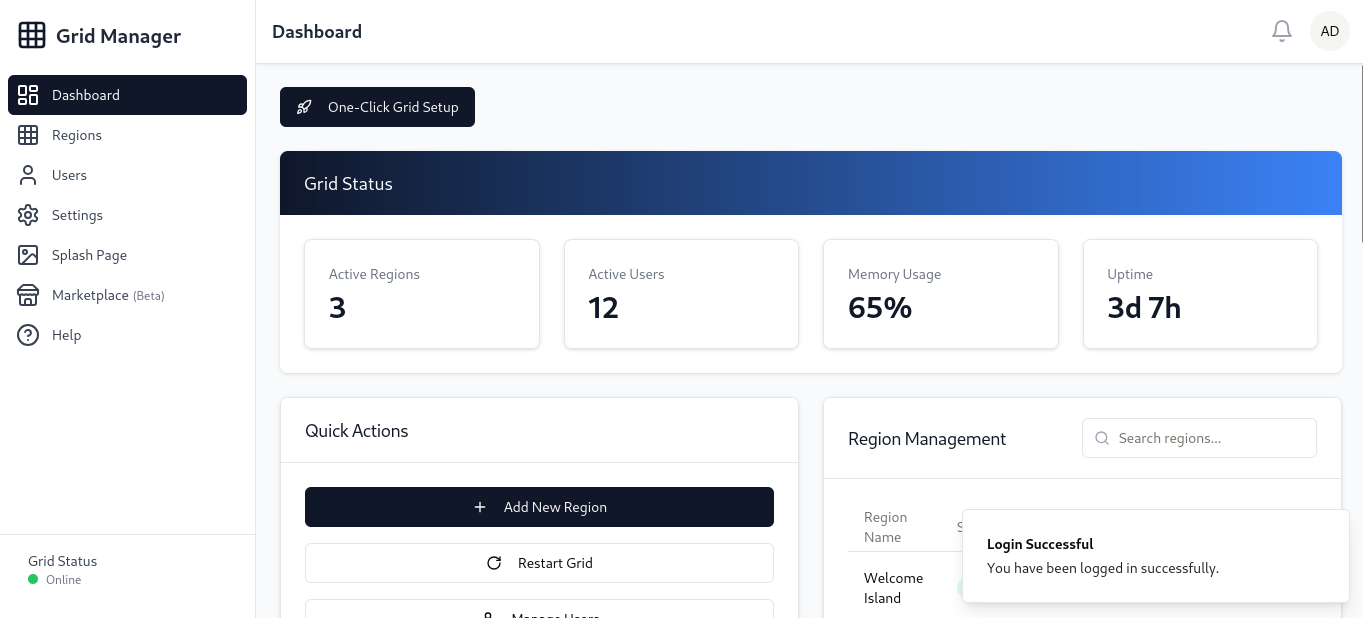 Grid Manager
Dashboard
Regions
Users
Settings
Splash Page
Marketplace (Beta)
Help
Grid Status
Online
Dashboard
AD
One-Click Grid Setup
Grid Status
Active Regions
3
Active Users
12
Memory Usage
65%
Uptime
3d 7h
Quick Actions
Add New Region
Restart Grid
Region Management
Search regions...
Region
Name
Welcome
Island
Login Successful
You have been logged in successfully.